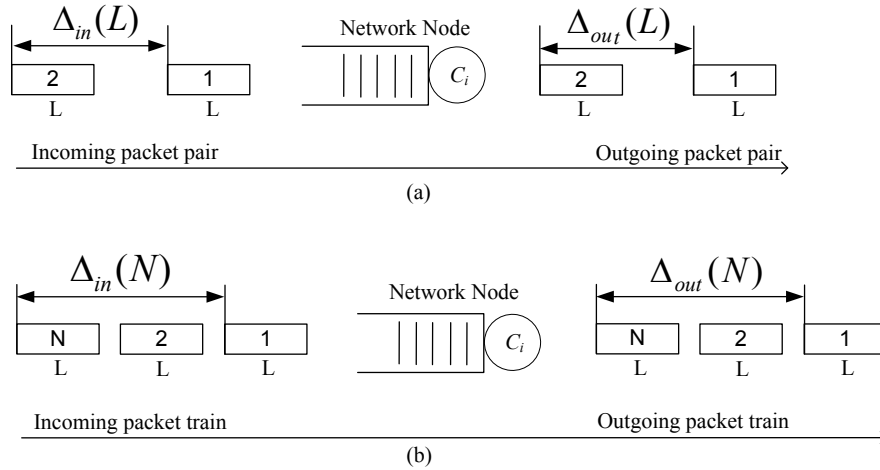 Δin(L)
Network Node
Δout(L)
2 1
Ci
2 1
L L
L L
Incoming packet pair
Outgoing packet pair
(a)
Δin(N)
Network Node
Δout(N)
N 2 1
Ci
N 2 1
L L L
L L L
Incoming packet train
Outgoing packet train
(b)